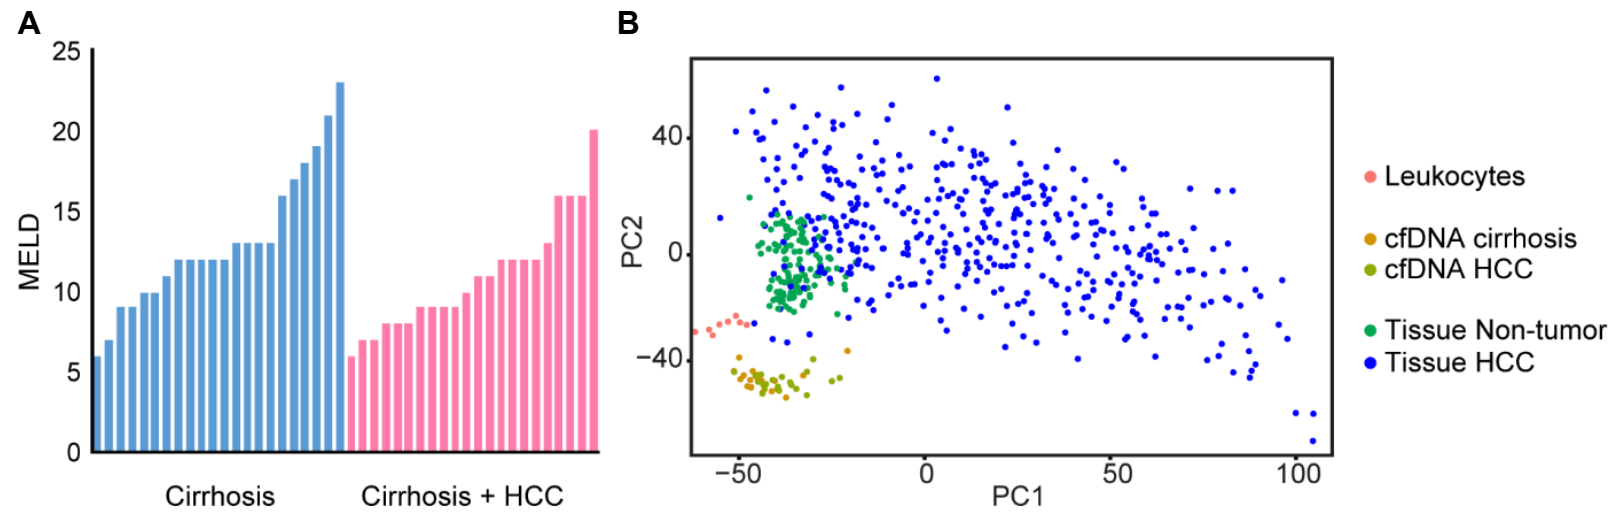 A
25
20
15
10
5
0
MELD
Cirrhosis
Cirrhosis + HCC
B
40
0
−40
PC2
−50
0
50
100
PC1
Leukocytes
cfDNA cirrhosis
cfDNA HCC
Tissue Non-tumor
Tissue HCC